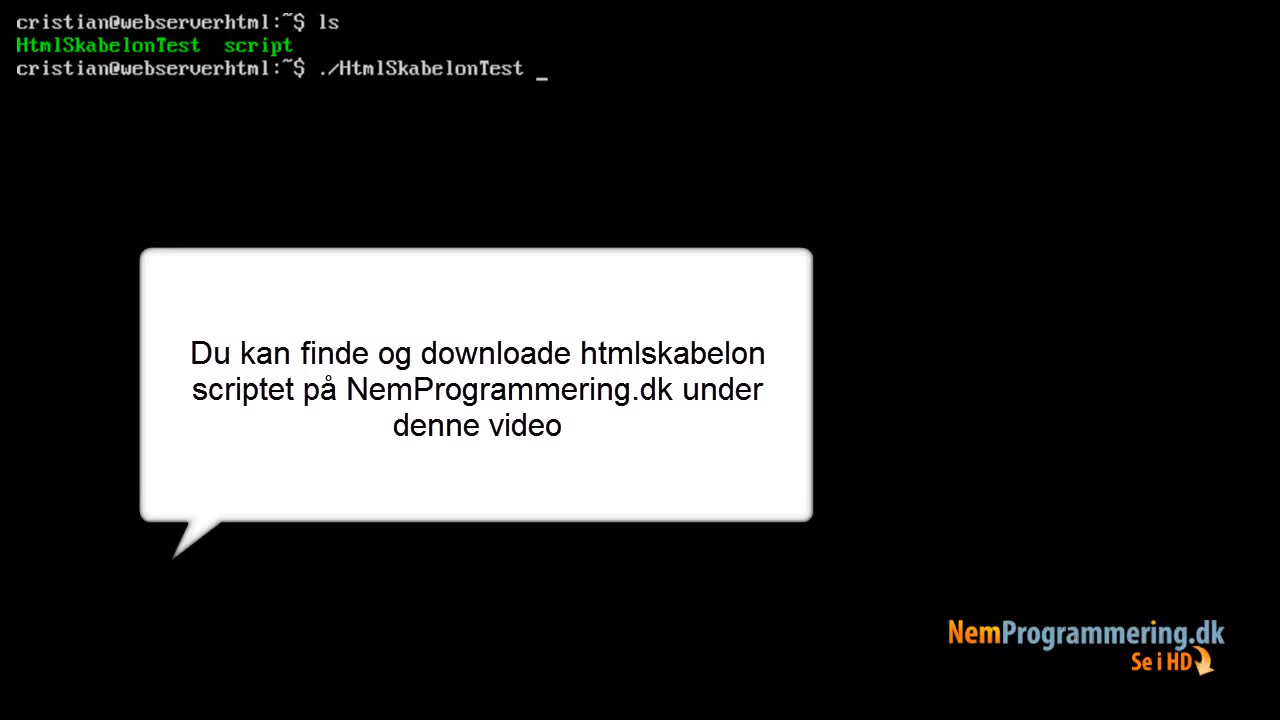 cristian@webserverhtml:~$ ls
HtmlSkabelonTest  script
cristian@webserverhtml:~$ ./HtmlSkabelonTest _
Du kan finde og downloade htmlskabelon
scriptet på NemProgrammering.dk under
denne video
NemProgrammering.dk
Se i HD